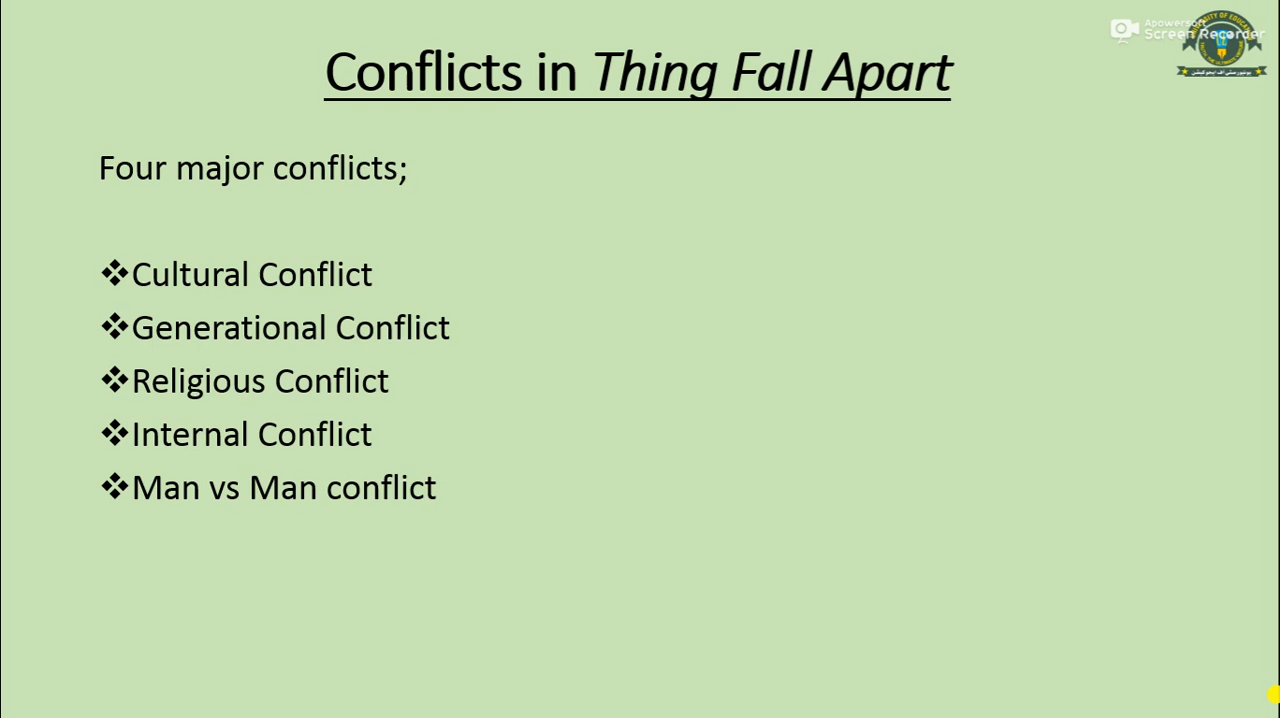 Apowersoft
Screen Recorder
Conflicts in Thing Fall Apart
Four major conflicts;
❖Cultural Conflict
❖Generational Conflict
❖Religious Conflict
❖Internal Conflict
❖Man vs Man conflict